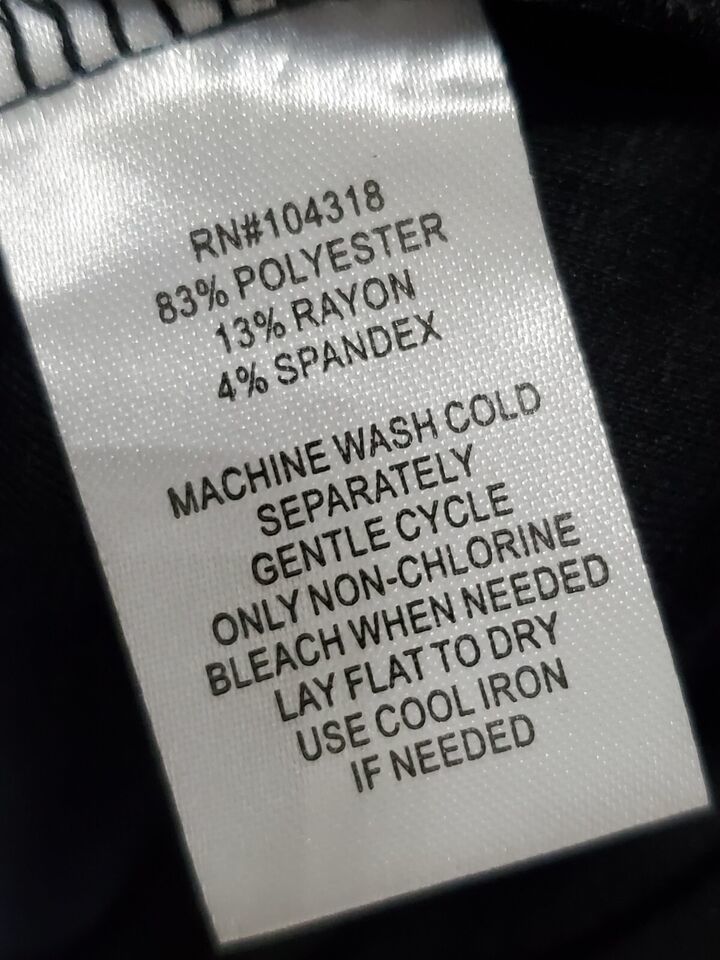 RN#104318
83% POLYESTER
13% RAYON
4% SPANDEX
MACHINE WASH COLD
SEPARATELY
GENTLE CYCLE
ONLY NON-CHLORINE
BLEACH WHEN NEEDED
LAY FLAT TO DRY
USE COOL IRON
IF NEEDED